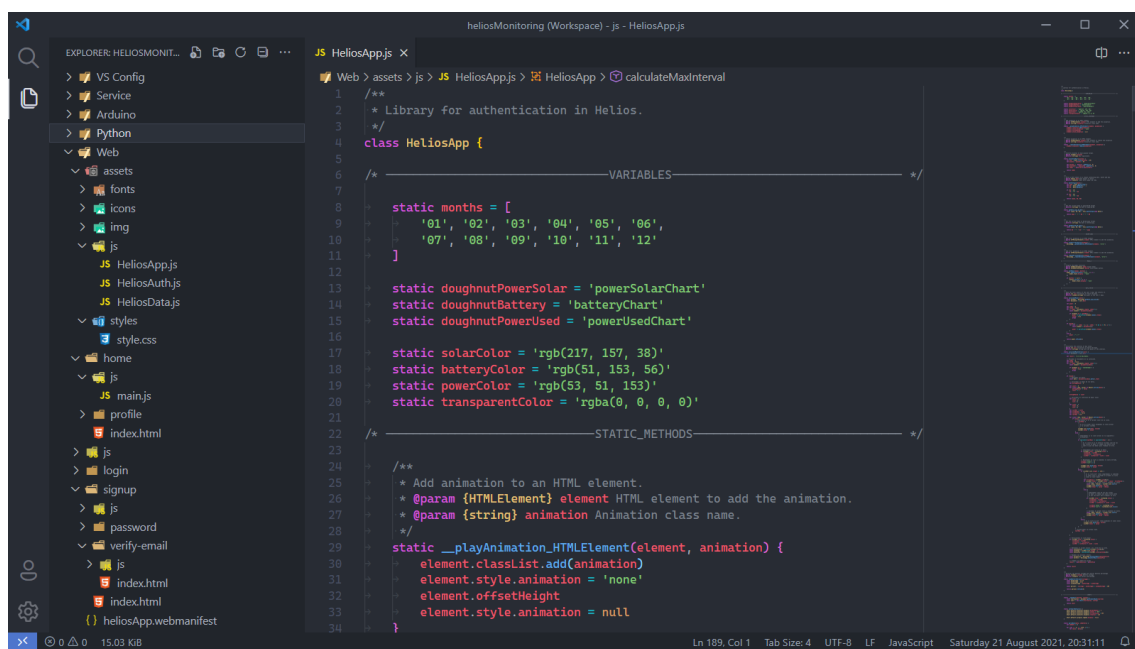 heliosMonitoring (Workspace) - js - HeliosApp.js
EXPLORER: HELIOSMONIT...
VS Config
Service
Arduino
Python
Web
assets
fonts
icons
img
js
JS HeliosApp.js
JS HeliosAuth.js
JS HeliosData.js
styles
style.css
home
js
JS main.js
profile
index.html
js
login
signup
js
password
verify-email
js
index.html
index.html
{} heliosApp.webmanifest
JS HeliosApp.js
Web > assets > js > JS HeliosApp.js > HeliosApp > calculateMaxInterval
1 /**
2 * Library for authentication in Helios.
3 */
4 class HeliosApp {
5
6 /* ——————————VARIABLES—————————— */
7
8 static months = [
9 '01', '02', '03', '04', '05', '06',
10 '07', '08', '09', '10', '11', '12'
11 ]
12
13 static doughnutPowerSolar = 'powerSolarChart'
14 static doughnutBattery = 'batteryChart'
15 static doughnutPowerUsed = 'powerUsedChart'
16
17 static solarColor = 'rgb(217, 157, 38)'
18 static batteryColor = 'rgb(51, 153, 56)'
19 static powerColor = 'rgb(53, 51, 153)'
20 static transparentColor = 'rgba(0, 0, 0, 0)'
21
22 /* ——————————STATIC_METHODS—————————— */
23
24 /**
25 * Add animation to an HTML element.
26 * @param {HTMLElement} element HTML element to add the animation.
27 * @param {string} animation Animation class name.
28 */
29 static __playAnimation_HTMLElement(element, animation) {
30 element.classList.add(animation)
31 element.style.animation = 'none'
32 element.offsetHeight
33 element.style.animation = null
34 }
0 0 15.03 KiB
Ln 189, Col 1 Tab Size: 4 UTF-8 LF JavaScript Saturday 21 August 2021, 20:31:11